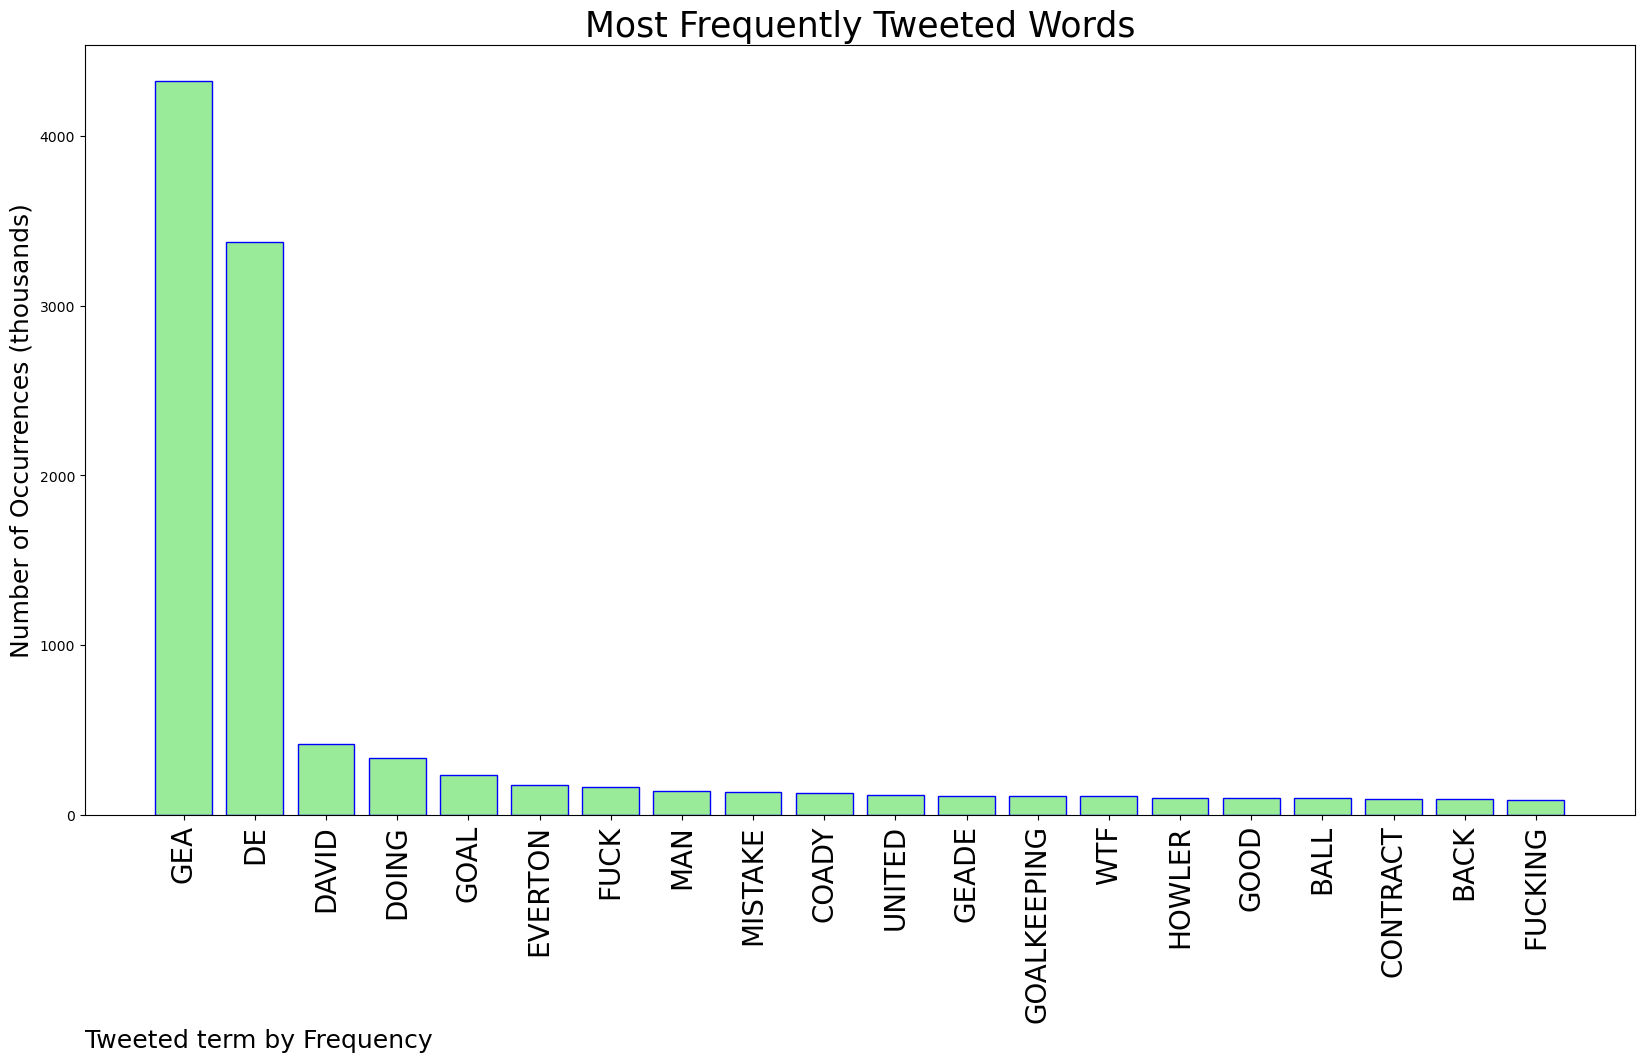 Most Frequently Tweeted Words
Number of Occurrences (thousands)
4000
3000
2000
1000
0
GEA
DE
DAVID
DOING
GOAL
EVERTON
FUCK
MAN
MISTAKE
COADY
UNITED
GEADE
GOALKEEPING
WTF
HOWLER
GOOD
BALL
CONTRACT
BACK
FUCKING
Tweeted term by Frequency